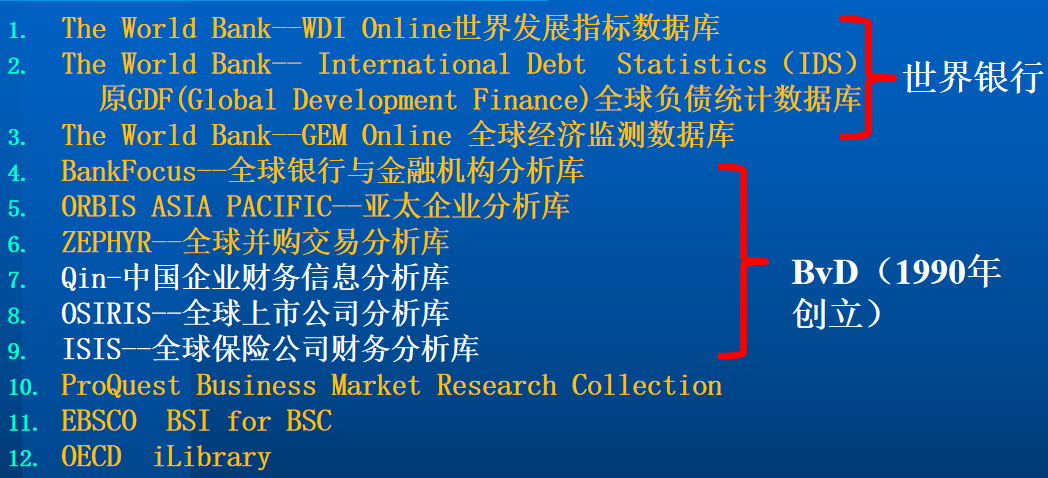 1. The World Bank--WDI Online世界发展指标数据库
2. The World Bank-- International Debt Statistics（IDS）
原GDF(Global Development Finance)全球负债统计数据库
3. The World Bank--GEM Online 全球经济监测数据库
世界银行
4. BankFocus--全球银行与金融机构分析库
5. ORBIS ASIA PACIFIC--亚太企业分析库
6. ZEPHYR--全球并购交易分析库
7. Qin-中国企业财务信息分析库
8. OSIRIS--全球上市公司分析库
9. ISIS--全球保险公司财务分析库
BvD（1990年
创立）
10. ProQuest Business Market Research Collection
11. EBSCO BSI for BSC
12. OECD iLibrary